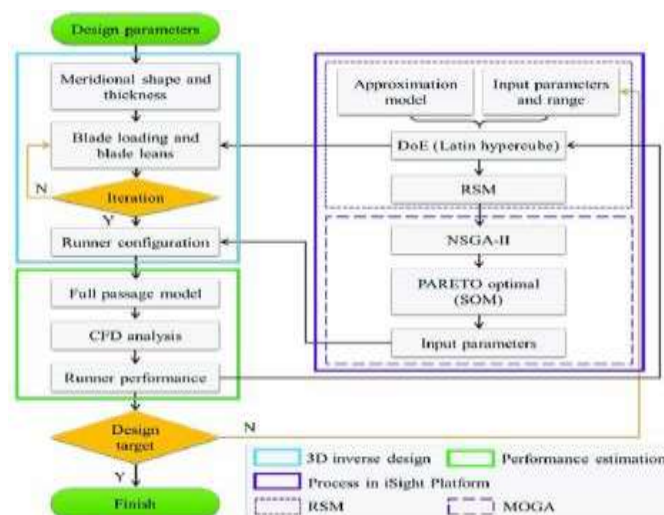 Design parameters
Meridional shape and
thickness
Blade loading and
blade leans
N
Iteration
Y
Runner configuration
Full passage model
CFD analysis
Runner performance
Design
target
N
Y
Finish
Approximation
model
Input parameters
and range
DoE (Latin hypercube)
RSM
NSGA-II
PARETO optimal
(SOM)
Input parameters
3D inverse design
Performance estimation
Process in iSight Platform
RSM
MOGA